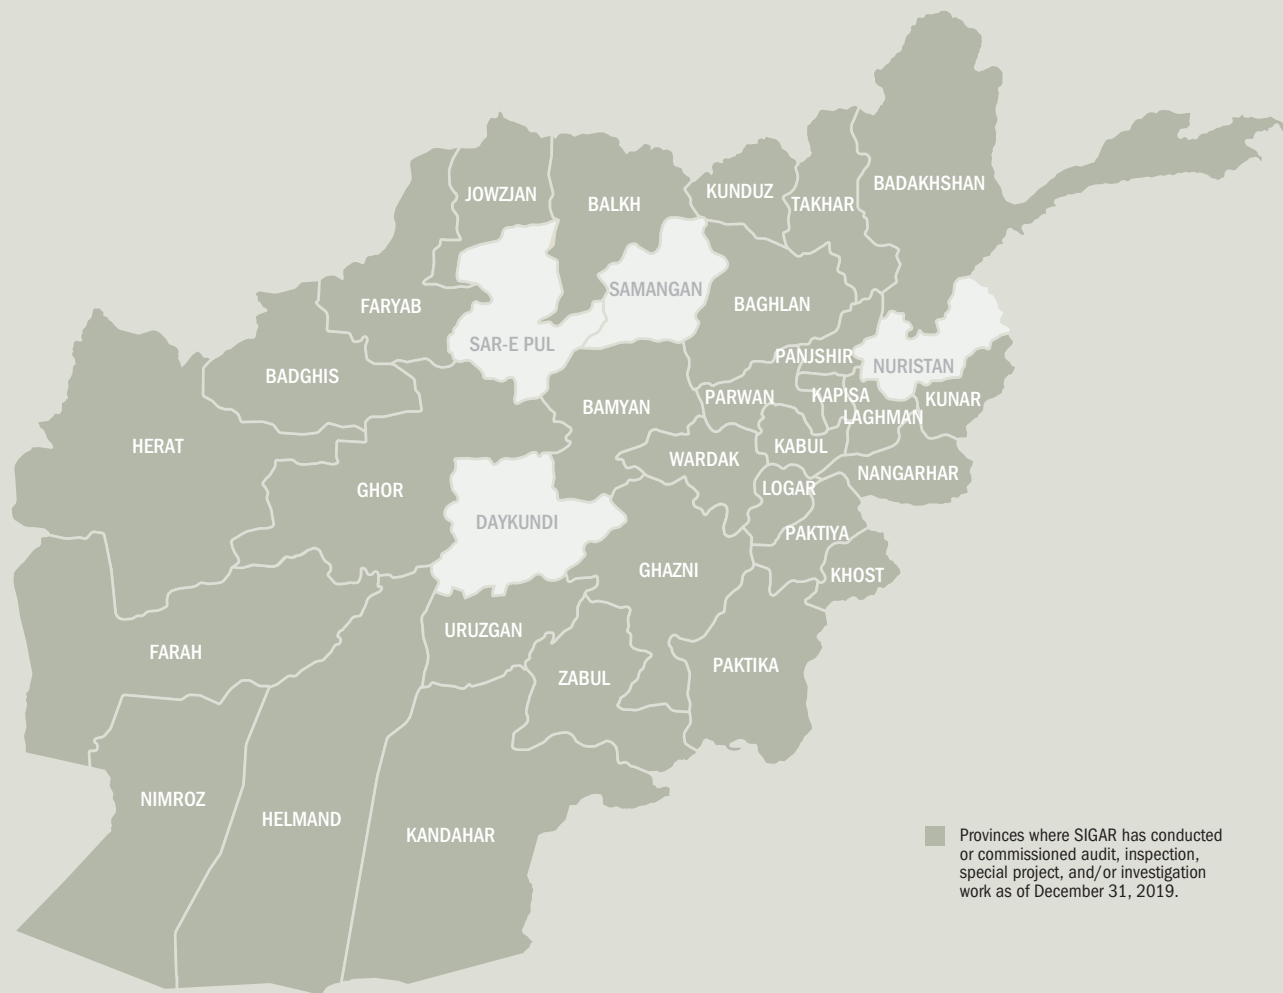 JOWZJAN
BALKH
KUNDUZ
TAKHAR
BADAKHSHAN
FARYAB
SAMANGAN
BAGHLAN
SAR-E PUL
PANJSHIR
NURISTAN
BADGHIS
BAMYAN
PARWAN
KAPISA
LAGHMAN
KUNAR
HERAT
WARDAK
KABUL
NANGARHAR
GHOR
LOGAR
DAYKUNDI
PAKTIYA
GHAZNI
KHOST
URUZGAN
FARAH
ZABUL
PAKTIKA
NIMROZ
HELMAND
KANDAHAR
Provinces where SIGAR has conducted
or commissioned audit, inspection,
special project, and/or investigation
work as of December 31, 2019.